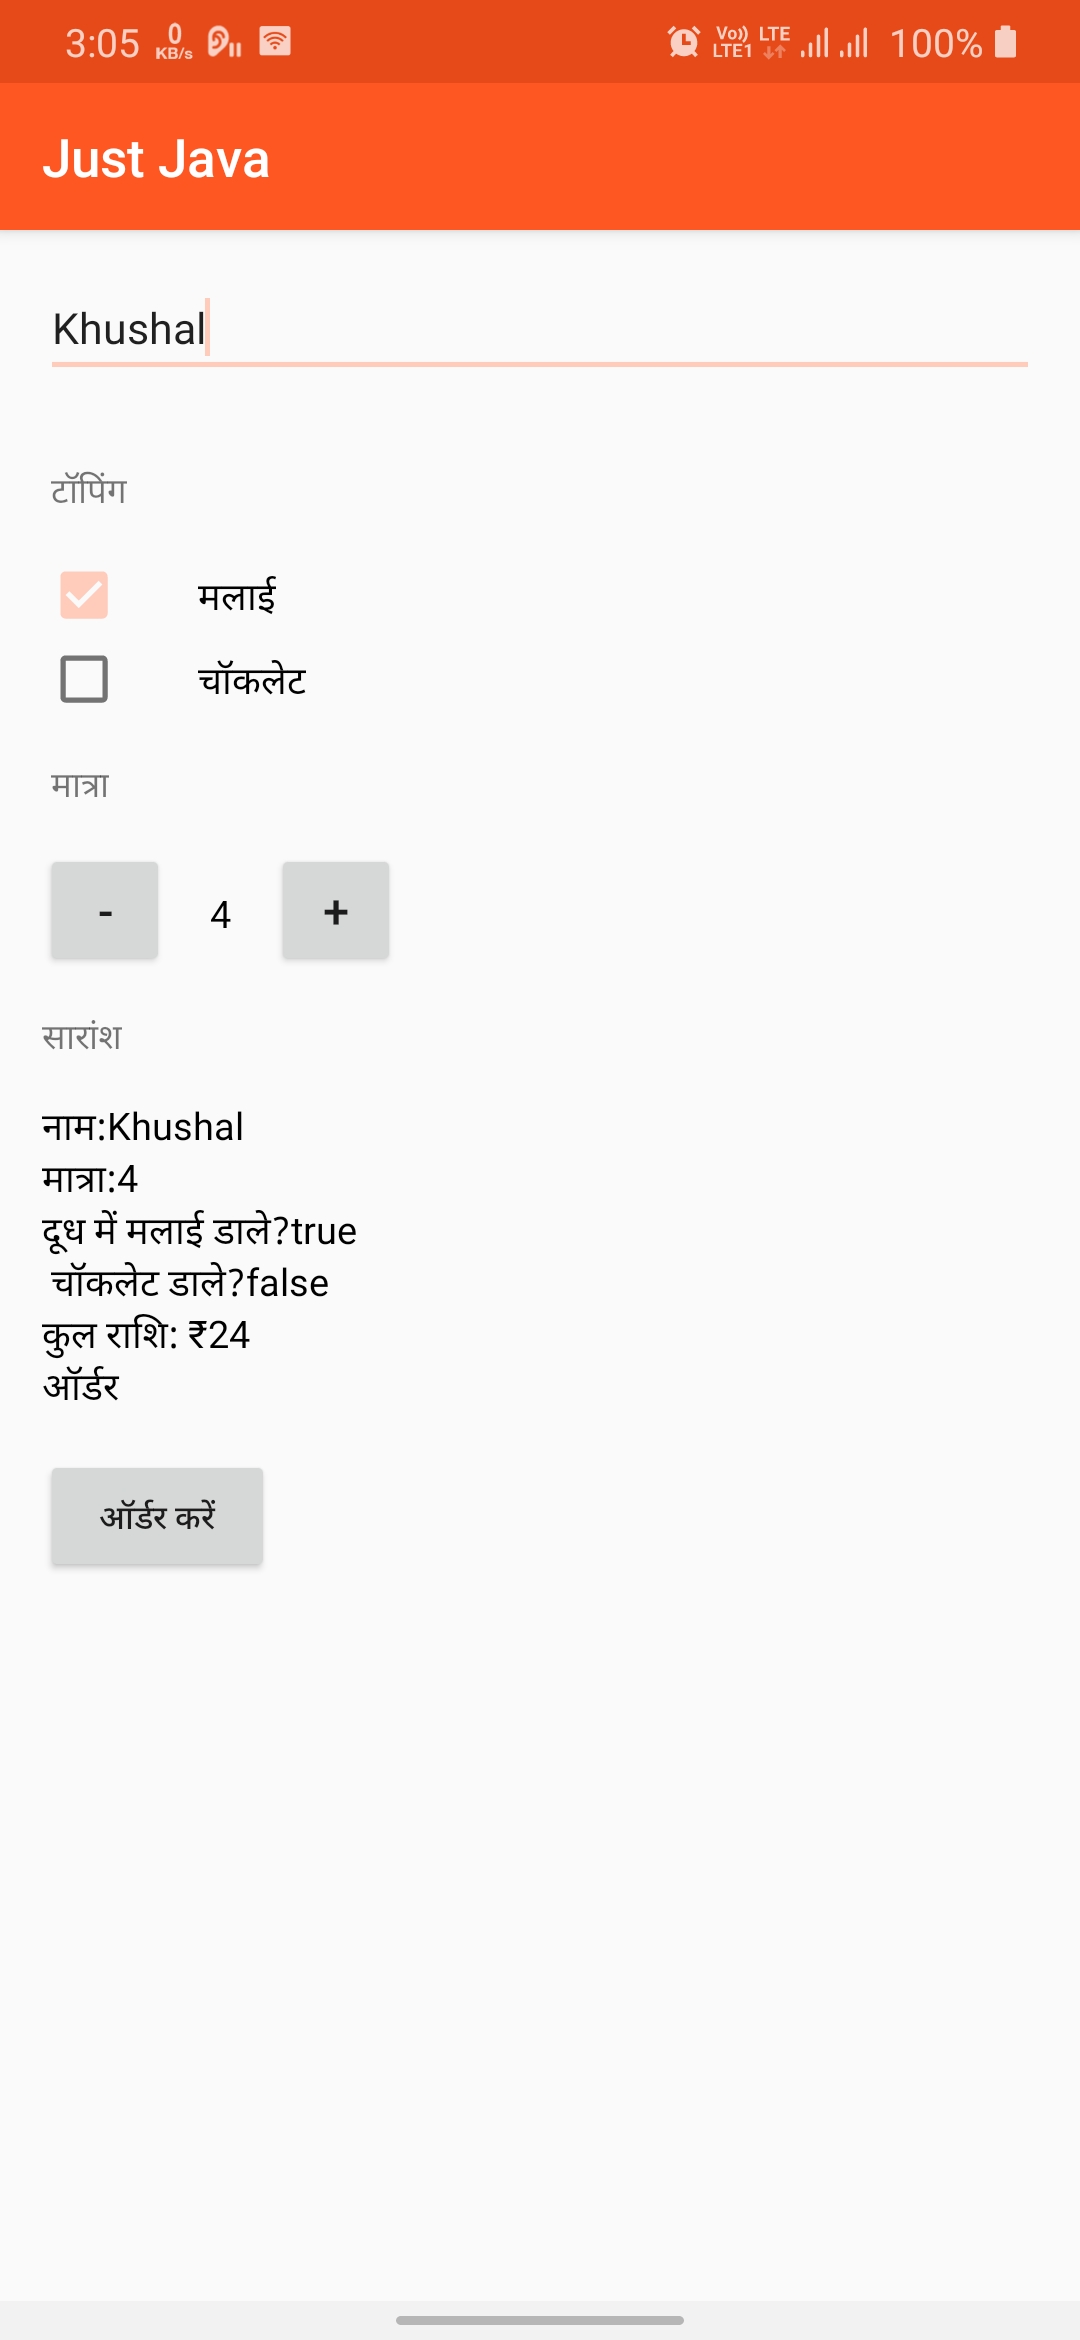 3:05 0 KB/s Vo)) LTE LTE1 100%
Just Java
Khushal
टॉपिंग
मलाई
चॉकलेट
मात्रा
- 4 +
सारांश
नाम:Khushal
मात्रा:4
दूध में मलाई डाले?true
चॉकलेट डाले?false
कुल राशि: ₹24
ऑर्डर
ऑर्डर करें